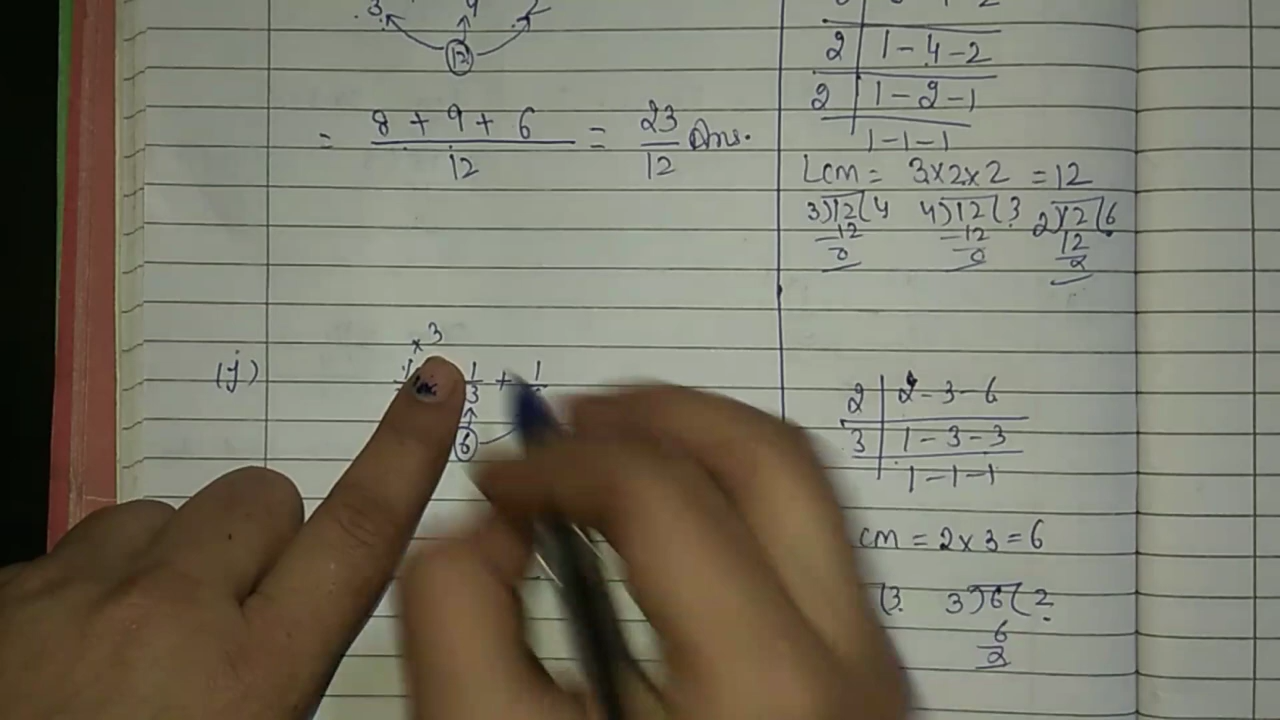 3 4 2
12
= 8 + 9 + 6 / 12 = 23/12 Ans.
2 | 1 - 4 - 2
2 | 1 - 2 - 1
1 - 1 - 1
Lcm = 3x2x2 = 12
3)12(4 4)12(3 2)12(6
-12 -12 12
0 0 0
(j) x3
1/3 + 1
6
2 | 2 - 3 - 6
3 | 1 - 3 - 3
1 - 1 - 1
cm = 2 x 3 = 6
(3 3)6(2
6
0